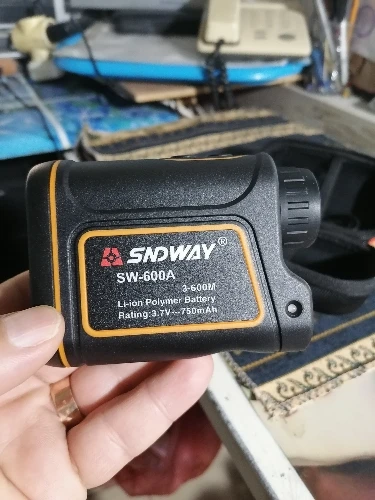 SNDWAY®
SW-600A
3-600M
Li-ion Polymer Battery
Rating:3.7V⎓750mAh